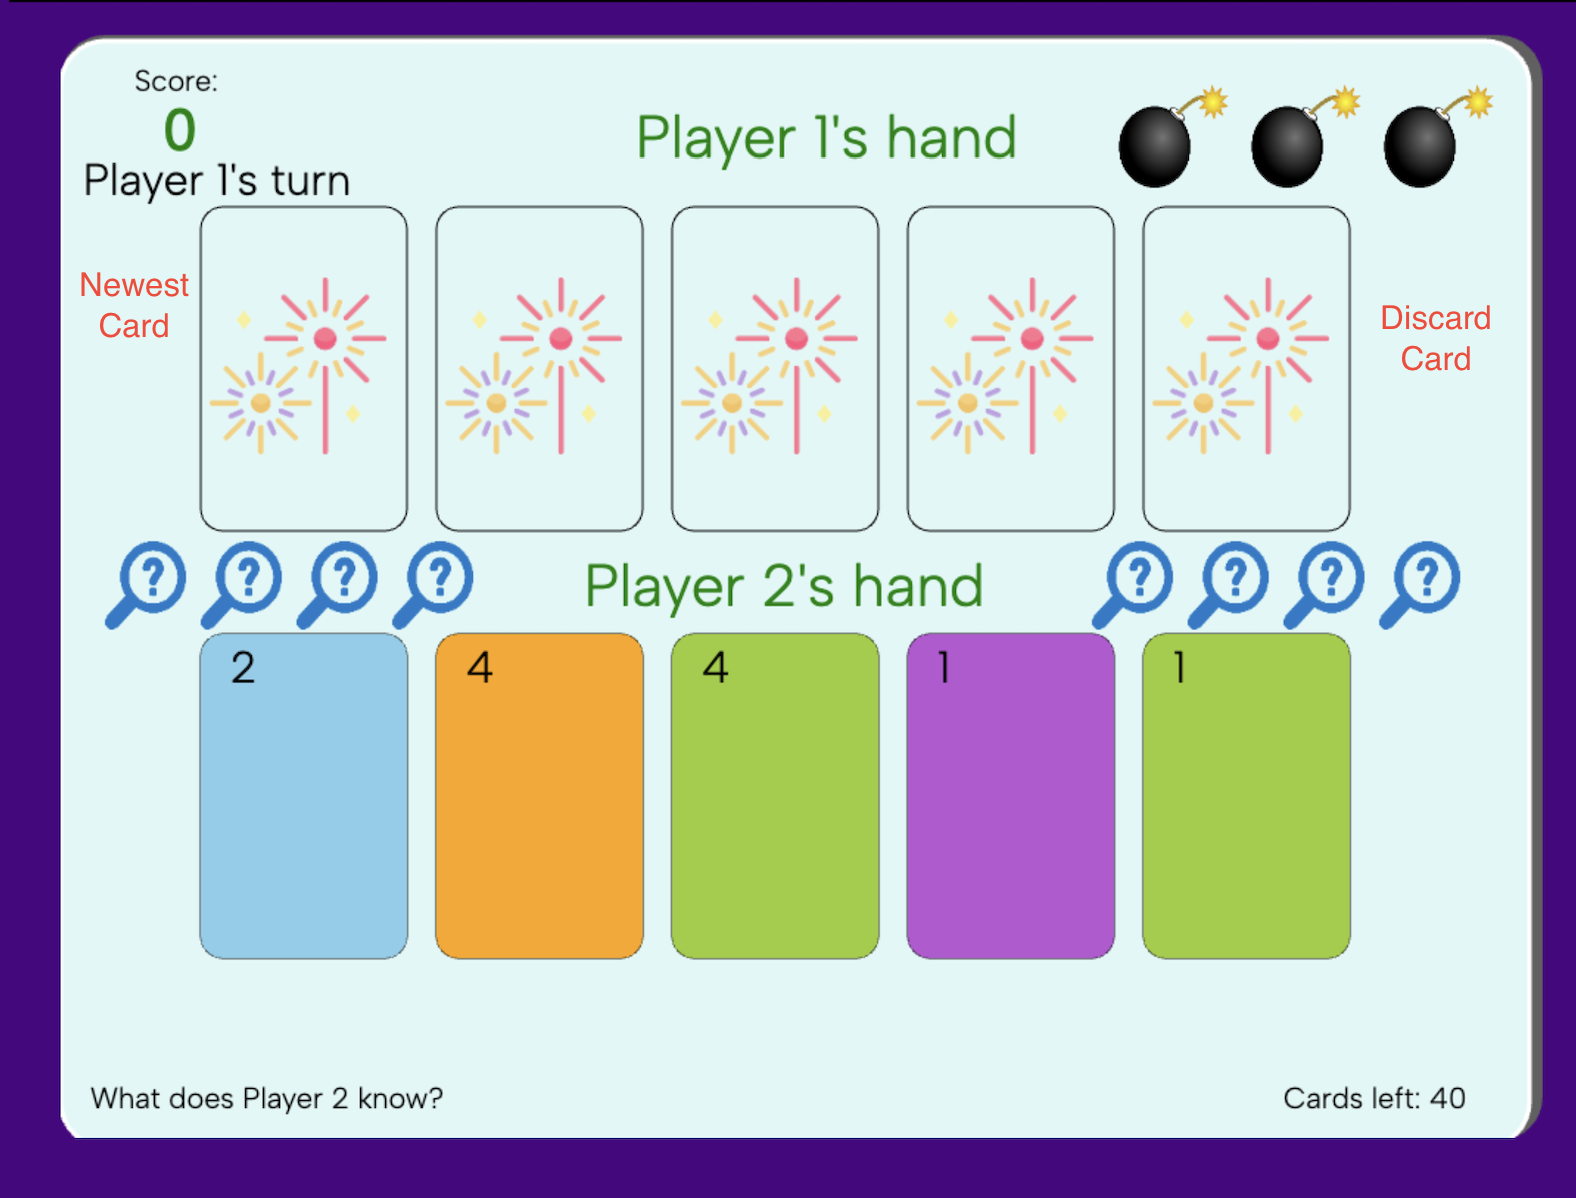 Score:
0
Player 1's turn
Player 1's hand
Newest
Card
Discard
Card
? ? ? ?
Player 2's hand
? ? ? ?
2
4
4
1
1
What does Player 2 know?
Cards left: 40